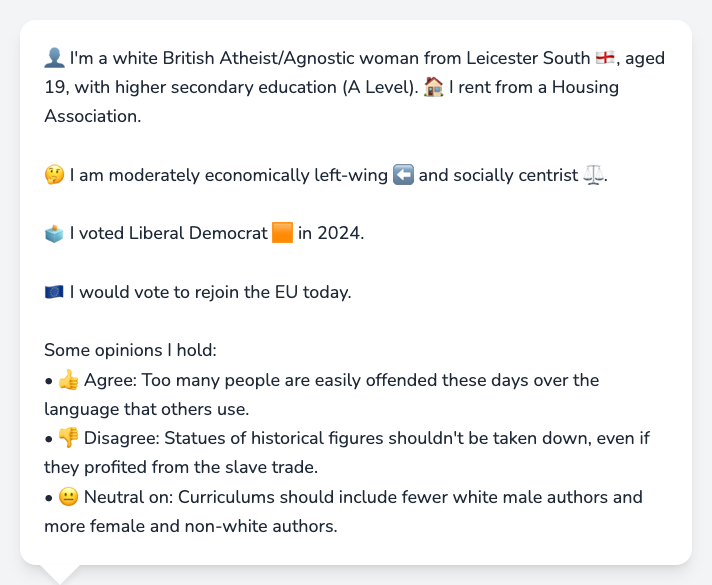 👤 I'm a white British Atheist/Agnostic woman from Leicester South 🏴󠁧󠁢󠁥󠁮󠁧󠁿, aged
19, with higher secondary education (A Level). 🏠 I rent from a Housing
Association.
🤔 I am moderately economically left-wing ⬅️ and socially centrist ⚖️.
🗳️ I voted Liberal Democrat 🟧 in 2024.
🇪🇺 I would vote to rejoin the EU today.
Some opinions I hold:
• 👍 Agree: Too many people are easily offended these days over the
language that others use.
• 👎 Disagree: Statues of historical figures shouldn't be taken down, even if
they profited from the slave trade.
• 😐 Neutral on: Curriculums should include fewer white male authors and
more female and non-white authors.